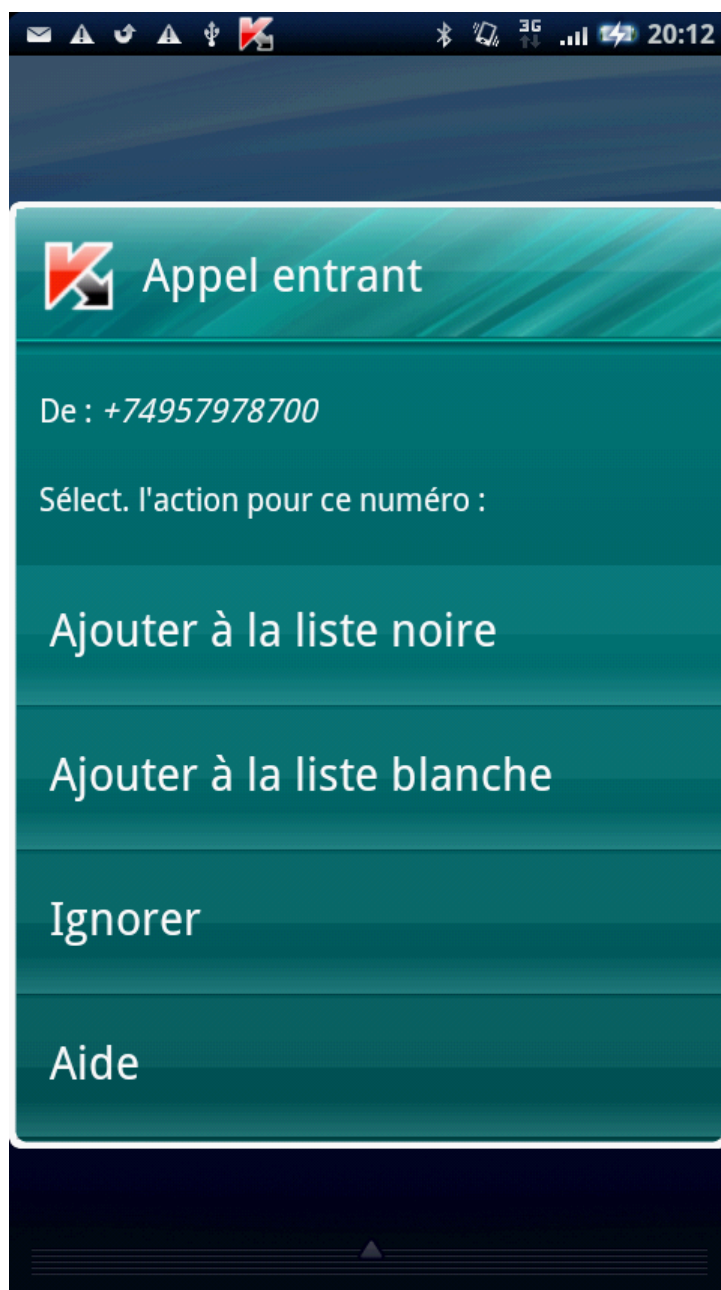 3G
20:12
Appel entrant
De : +74957978700
Sélect. l'action pour ce numéro :
Ajouter à la liste noire
Ajouter à la liste blanche
Ignorer
Aide